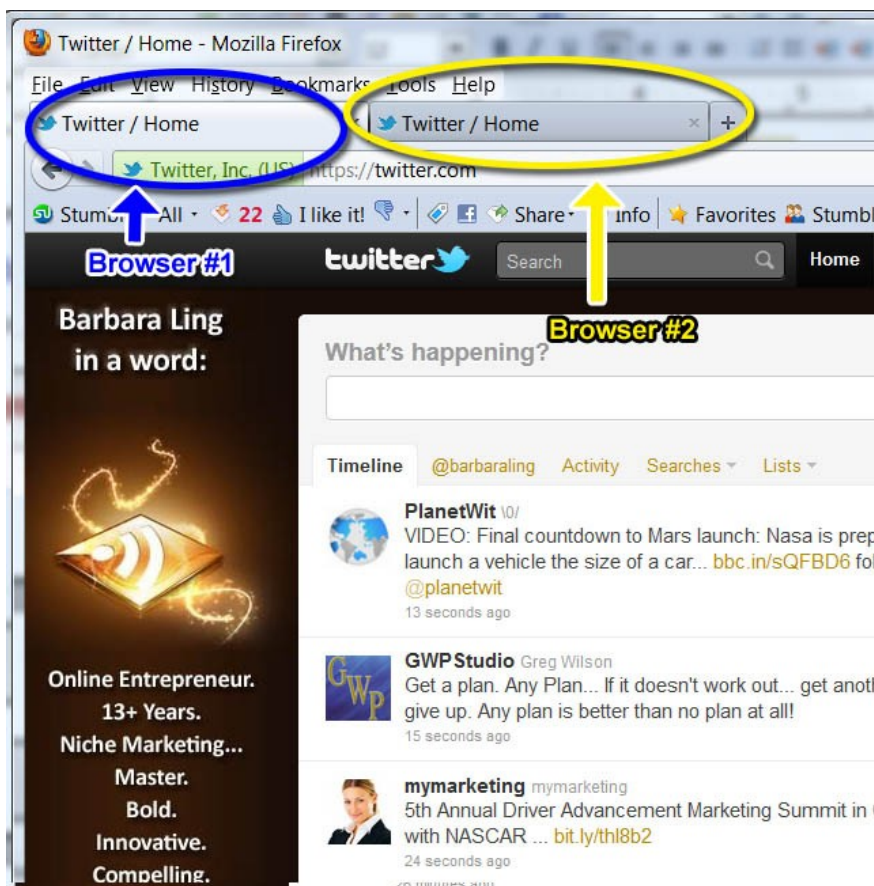 Twitter / Home - Mozilla Firefox
File Edit View History Bookmarks Tools Help
Twitter / Home × Twitter / Home × +
Twitter, Inc. (US) https://twitter.com
All 22 I like it! Share Info Favorites
Browser #1
Browser #2
twitter Search Home
Barbara Ling
in a word:
Online Entrepreneur.
13+ Years.
Niche Marketing...
Master.
Bold.
Innovative.
Compelling.
What's happening?
Timeline @barbaraling Activity Searches Lists
PlanetWit \0/
VIDEO: Final countdown to Mars launch: Nasa is prep
launch a vehicle the size of a car... bbc.in/sQFBD6 fol
@planetwit
13 seconds ago
GWP
GWPStudio Greg Wilson
Get a plan. Any Plan... If it doesn't work out... get anoth
give up. Any plan is better than no plan at all!
15 seconds ago
mymarketing mymarketing
5th Annual Driver Advancement Marketing Summit in
with NASCAR ... bit.ly/thl8b2
24 seconds ago